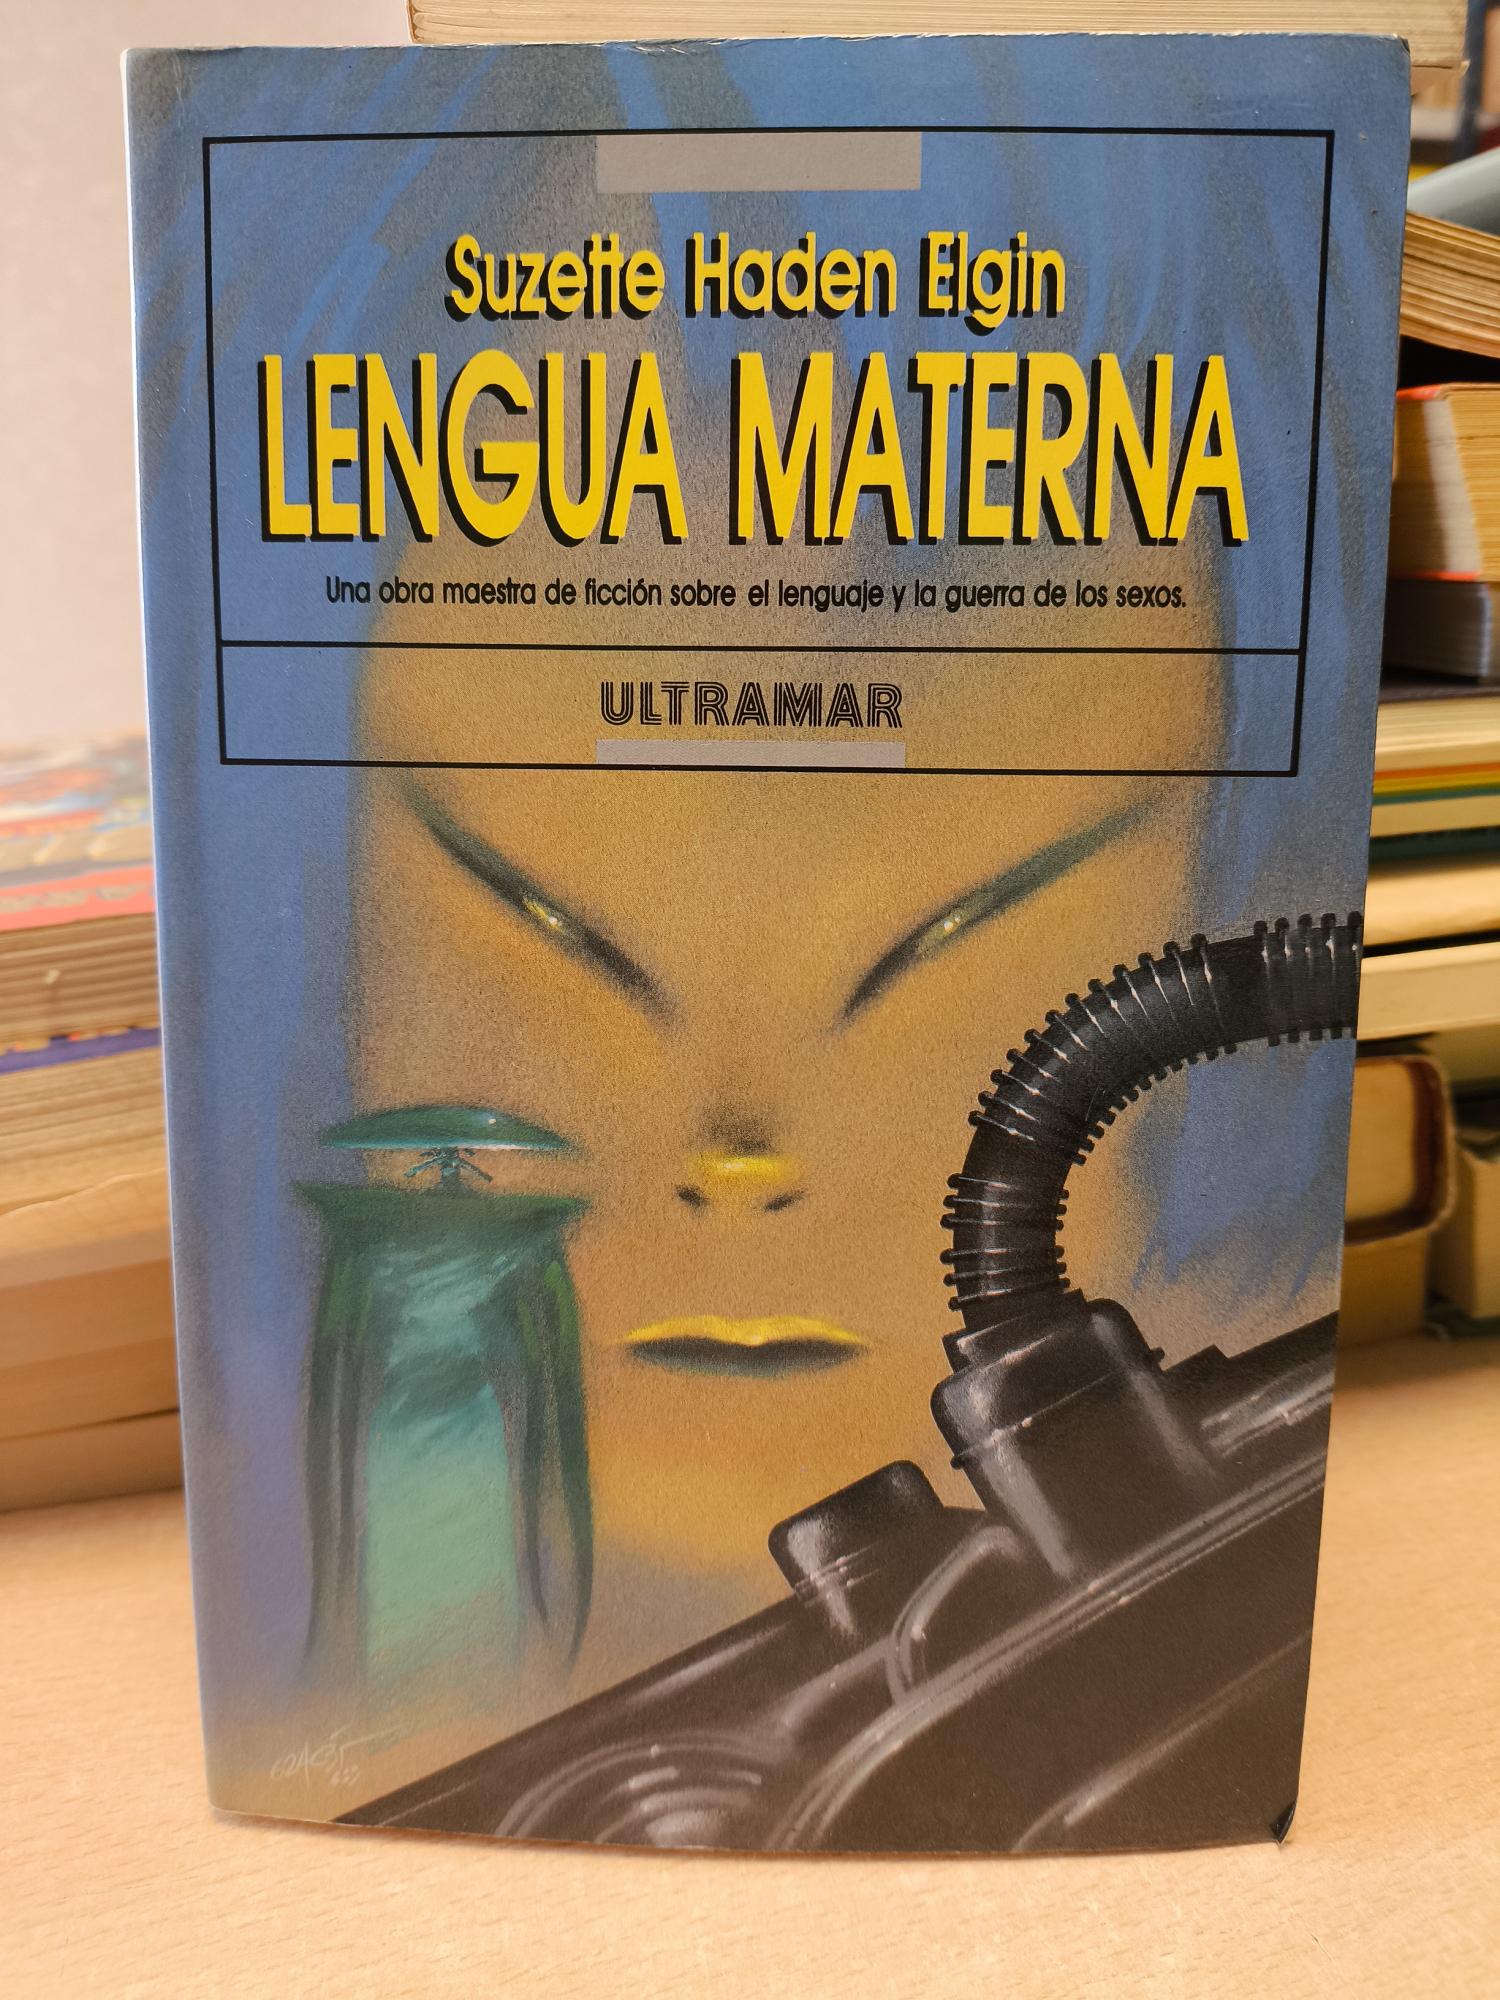 Suzette Haden Elgin
LENGUA MATERNA
Una obra maestra de ficción sobre el lenguaje y la guerra de los sexos.
ULTRAMAR